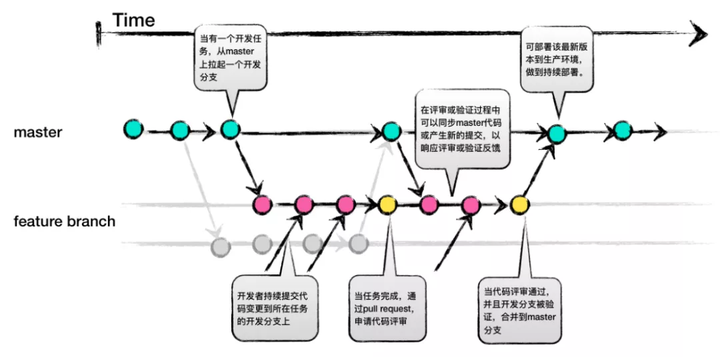 Time
当有一个开发任
务，从master
上拉起一个开发
分支
可部署该最新版
本到生产环境，
做到持续部署。
在评审或验证过程中
可以同步master代码
或产生新的提交，以
响应评审或验证反馈
master
feature branch
开发者持续提交代
码变更到所在任务
的开发分支上
当任务完成，通
过pull request，
申请代码评审
当代码评审通过，
并且开发分支被验
证，合并到master
分支